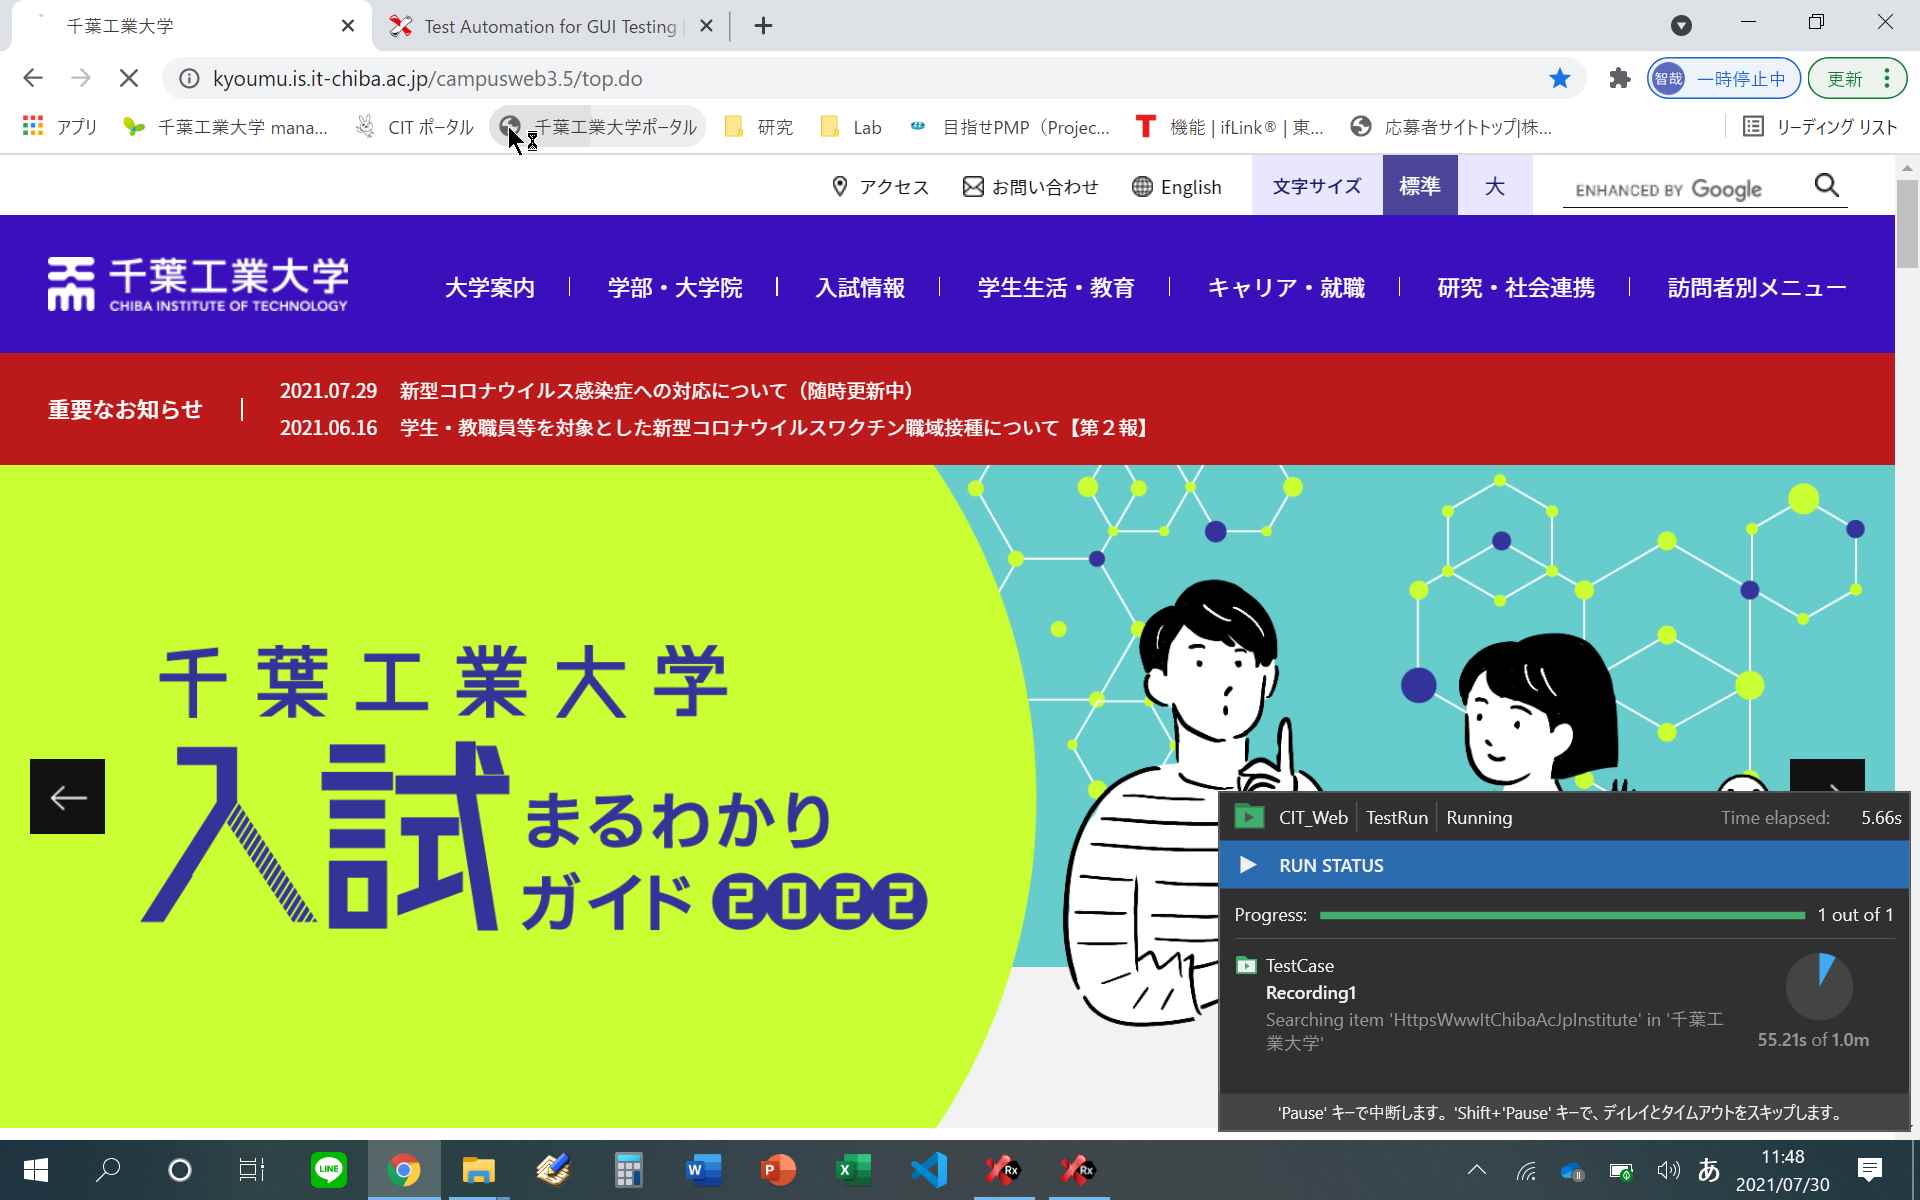 千葉工業大学
Test Automation for GUI Testing
kyoumu.is.it-chiba.ac.jp/campusweb3.5/top.do
智哉 一時停止中
更新
アプリ
千葉工業大学 mana...
CIT ポータル
千葉工業大学ポータル
研究
Lab
目指せPMP（Projec...
機能 | ifLink® | 東...
応募者サイトトップ|株...
リーディング リスト
アクセス
お問い合わせ
English
文字サイズ
標準
大
ENHANCED BY Google
千葉工業大学
CHIBA INSTITUTE OF TECHNOLOGY
大学案内
学部・大学院
入試情報
学生生活・教育
キャリア・就職
研究・社会連携
訪問者別メニュー
重要なお知らせ
2021.07.29 新型コロナウイルス感染症への対応について（随時更新中）
2021.06.16 学生・教職員等を対象とした新型コロナウイルスワクチン職域接種について【第２報】
千葉工業大学
入試
まるわかり
ガイド 2022
CIT_Web TestRun Running Time elapsed: 5.66s
RUN STATUS
Progress: 1 out of 1
TestCase
Recording1
Searching item 'HttpsWwwItChibaAcJpInstitute' in '千葉工
業大学'
55.21s of 1.0m
'Pause' キーで中断します。 'Shift+'Pause' キーで、ディレイとタイムアウトをスキップします。
LINE
W
P
X
Rx
Rx
あ
11:48
2021/07/30